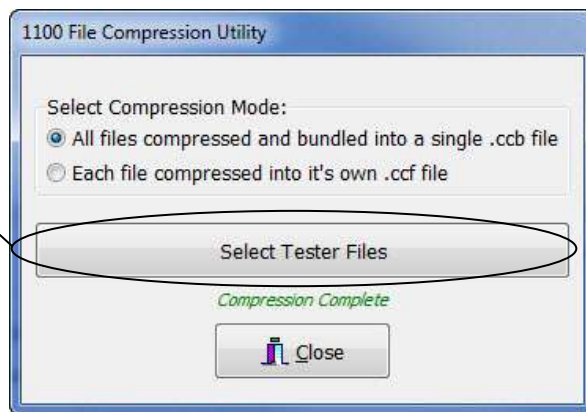 1100 File Compression Utility
Select Compression Mode:
All files compressed and bundled into a single .ccb file
Each file compressed into it's own .ccf file
Select Tester Files
Compression Complete
Close